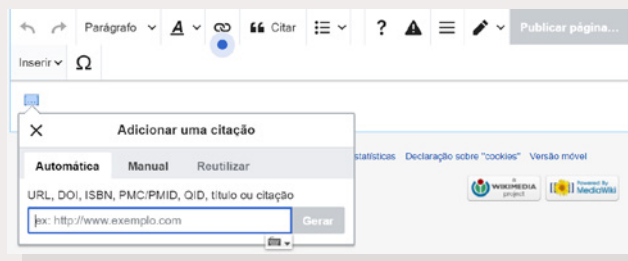 Parágrafo A Citar ? Publicar página...
Inserir Ω
Adicionar uma citação
Automática Manual Reutilizar
statísticas Declaração sobre "cookies" Versão móvel
URL, DOI, ISBN, PMC/PMID, QID, título ou citação
ex: http://www.exemplo.com Gerar
a
WIKIMEDIA
project
Powered By
MediaWiki